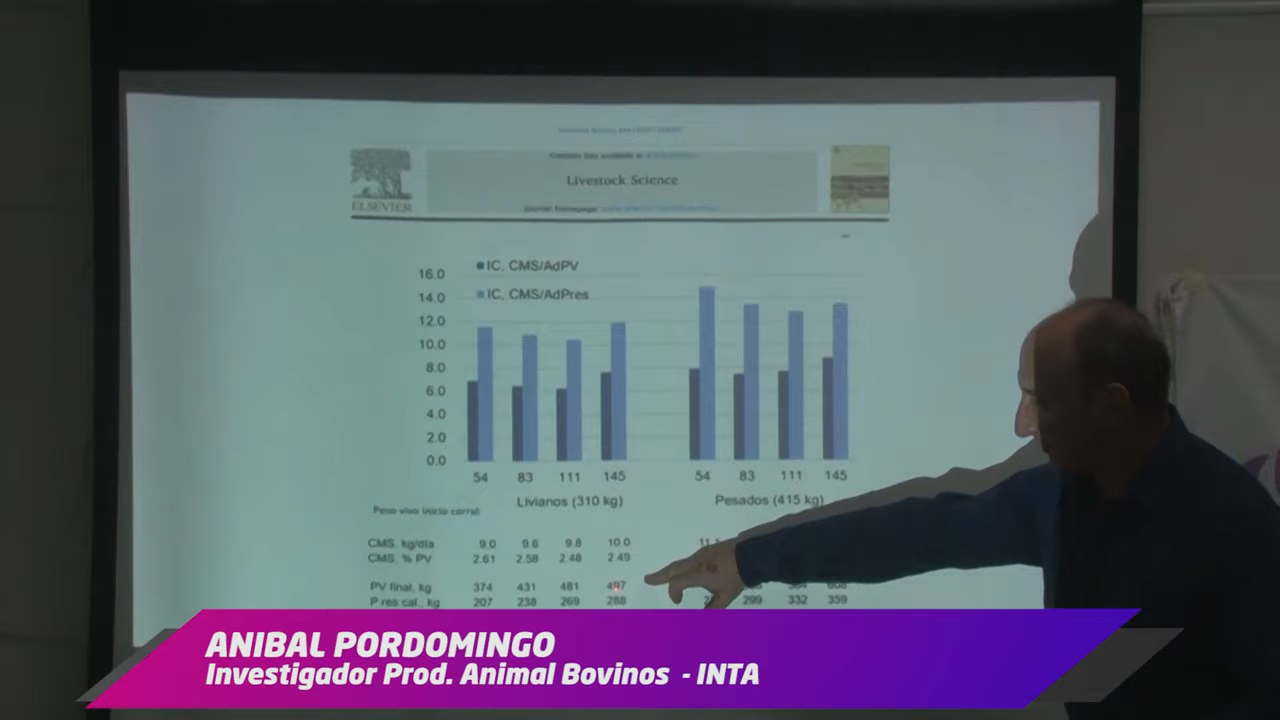 Livestock Science
ELSEVIER
IC, CMS/AdPV
IC, CMS/AdPres
16.0
14.0
12.0
10.0
8.0
6.0
4.0
2.0
0.0
54 83 111 145 54 83 111 145
Livianos (310 kg) Pesados (415 kg)
Peso vivo inicio corral:
CMS, kg/día 9.0 9.6 9.8 10.0
CMS, % PV 2.61 2.58 2.48 2.49
PV final, kg 374 431 481 497
P res cal., kg 207 238 269 288 299 332 359
ANIBAL PORDOMINGO
Investigador Prod. Animal Bovinos - INTA